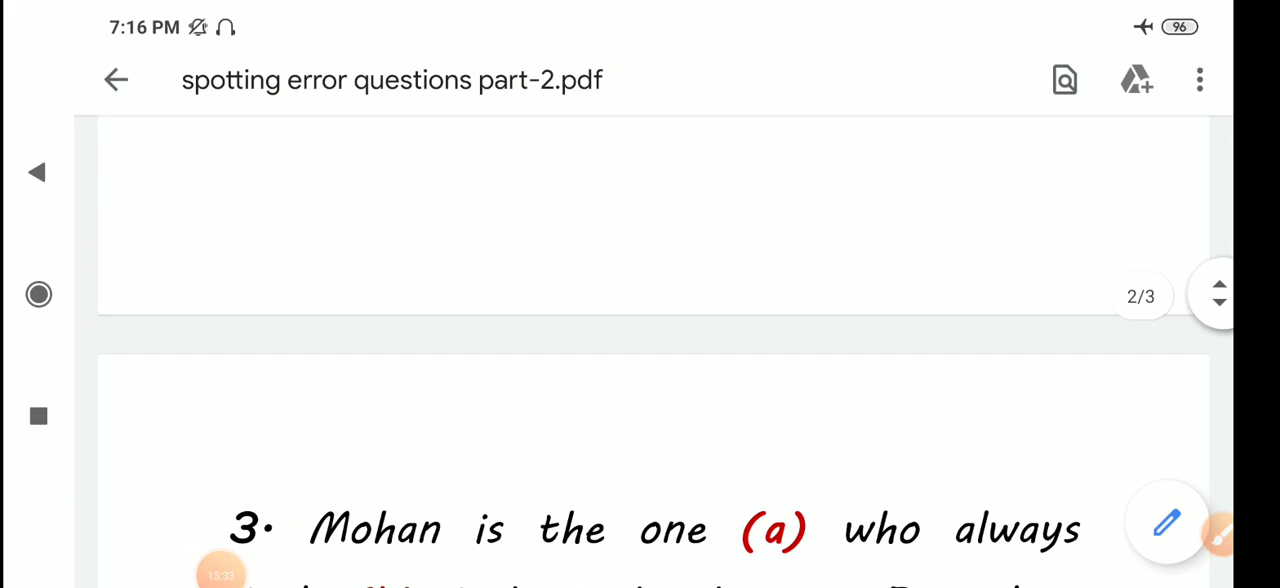 7:16 PM
96
spotting error questions part-2.pdf
2/3
3. Mohan is the one (a) who always
13:33